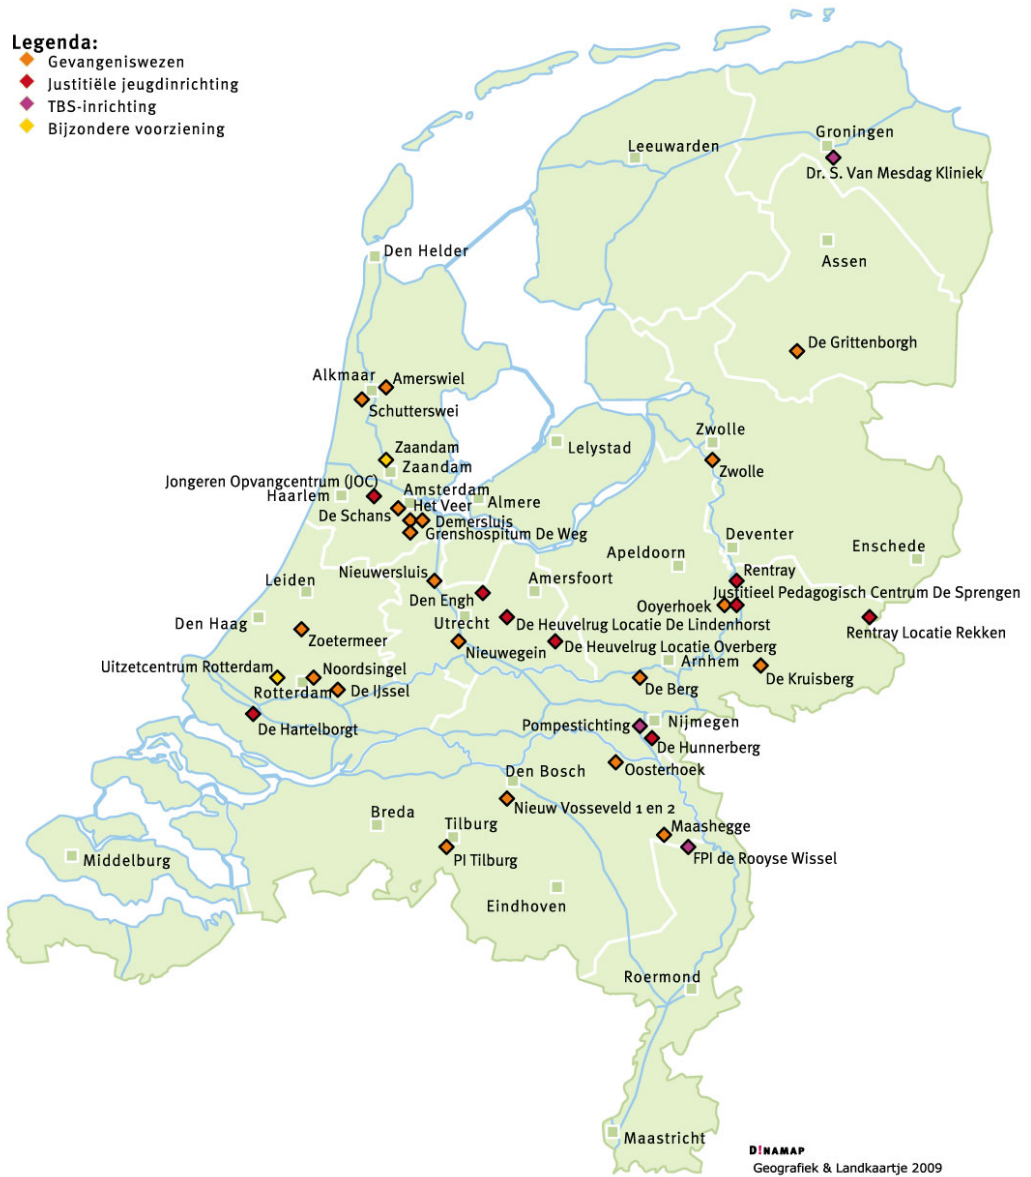 Legenda:
Gevangeniswezen
Justitiële jeugdinrichting
TBS-inrichting
Bijzondere voorziening
Groningen
Leeuwarden
Dr. S. Van Mesdag Kliniek
Den Helder
Assen
De Grittenborgh
Alkmaar
Amerswiel
Schutterswei
Zwolle
Zaandam
Lelystad
Zaandam
Zwolle
Jongeren Opvangcentrum (JOC)
Haarlem
Amsterdam
Almere
Het Veer
De Schans
Demersluis
Grenshospitum De Weg
Deventer
Enschede
Apeldoorn
Nieuwersluis
Rentray
Leiden
Amersfoort
Justitieel Pedagogisch Centrum De Sprengen
Den Engh
Ooyerhoek
Den Haag
Utrecht
De Heuvelrug Locatie De Lindenhorst
Rentray Locatie Rekken
Zoetermeer
Nieuwegein
De Heuvelrug Locatie Overberg
Uitzetcentrum Rotterdam
Noordsingel
Arnhem
De Kruisberg
Rotterdam
De IJssel
De Berg
De Hartelborgt
Pompestichting
Nijmegen
De Hunnerberg
Den Bosch
Oosterhoek
Nieuw Vosseveld 1 en 2
Breda
Tilburg
Maashegge
Middelburg
PI Tilburg
FPI de Rooyse Wissel
Eindhoven
Roermond
Maastricht
D!NAMAP
Geografiek & Landkaartje 2009